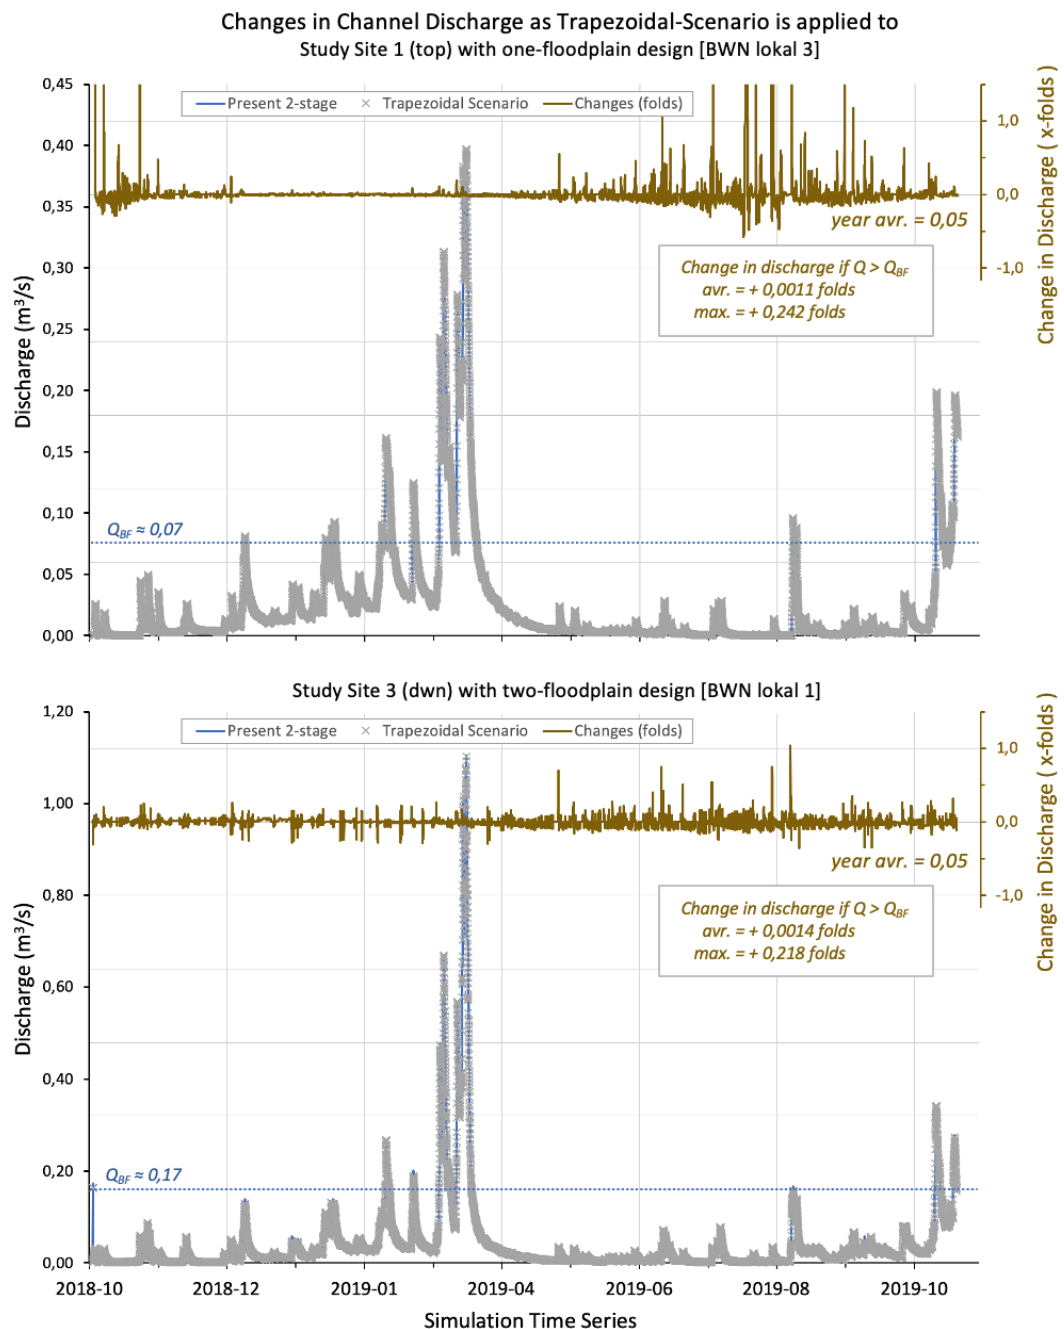 Changes in Channel Discharge as Trapezoidal-Scenario is applied to
Study Site 1 (top) with one-floodplain design [BWN lokal 3]
Discharge (m³/s)
0,45
0,40
0,35
0,30
0,25
0,20
0,15
0,10
0,05
0,00
Present 2-stage
Trapezoidal Scenario
Changes (folds)
1,0
0,0
-1,0
Change in Discharge ( x-folds)
year avr. = 0,05
Change in discharge if Q > QBF
avr. = + 0,0011 folds
max. = + 0,242 folds
QBF ≈ 0,07
Study Site 3 (dwn) with two-floodplain design [BWN lokal 1]
Discharge (m³/s)
1,20
1,00
0,80
0,60
0,40
0,20
0,00
Present 2-stage
Trapezoidal Scenario
Changes (folds)
1,0
0,0
-1,0
Change in Discharge ( x-folds)
year avr. = 0,05
Change in discharge if Q > QBF
avr. = + 0,0014 folds
max. = + 0,218 folds
QBF ≈ 0,17
2018-10
2018-12
2019-01
2019-04
2019-06
2019-08
2019-10
Simulation Time Series